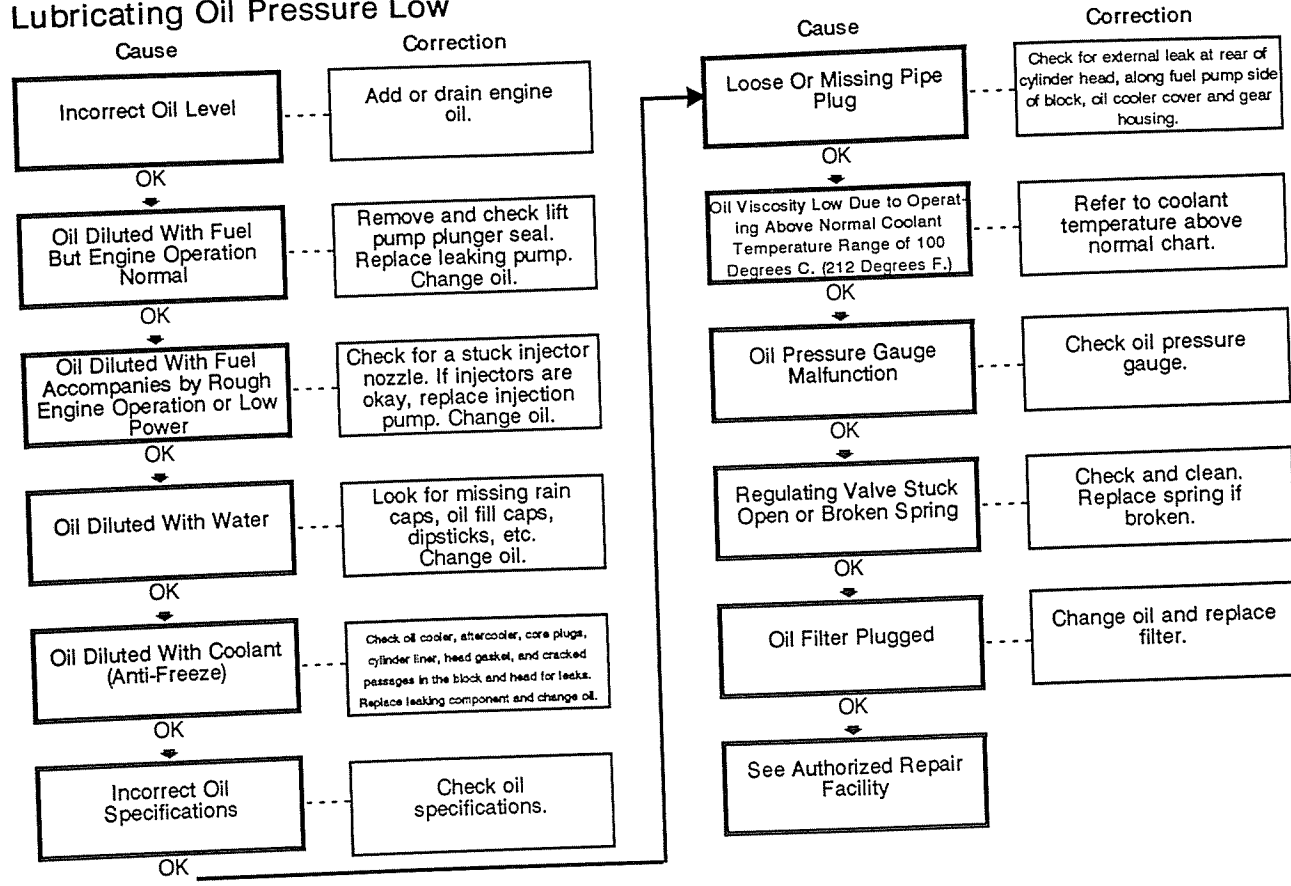 Lubricating Oil Pressure Low
Cause
Correction
Incorrect Oil Level
Add or drain engine
oil.
OK
Oil Diluted With Fuel
But Engine Operation
Normal
Remove and check lift
pump plunger seal.
Replace leaking pump.
Change oil.
OK
Oil Diluted With Fuel
Accompanies by Rough
Engine Operation or Low
Power
Check for a stuck injector
nozzle. If injectors are
okay, replace injection
pump. Change oil.
OK
Oil Diluted With Water
Look for missing rain
caps, oil fill caps,
dipsticks, etc.
Change oil.
OK
Oil Diluted With Coolant
(Anti-Freeze)
Check oil cooler, aftercooler, core plugs,
cylinder liner, head gasket, and cracked
passages in the block and head for leaks.
Replace leaking component and change oil.
OK
Incorrect Oil
Specifications
Check oil
specifications.
OK
Cause
Correction
Loose Or Missing Pipe
Plug
Check for external leak at rear of
cylinder head, along fuel pump side
of block, oil cooler cover and gear
housing.
OK
Oil Viscosity Low Due to Operat-
ing Above Normal Coolant
Temperature Range of 100
Degrees C. (212 Degrees F.)
Refer to coolant
temperature above
normal chart.
OK
Oil Pressure Gauge
Malfunction
Check oil pressure
gauge.
OK
Regulating Valve Stuck
Open or Broken Spring
Check and clean.
Replace spring if
broken.
OK
Oil Filter Plugged
Change oil and replace
filter.
OK
See Authorized Repair
Facility